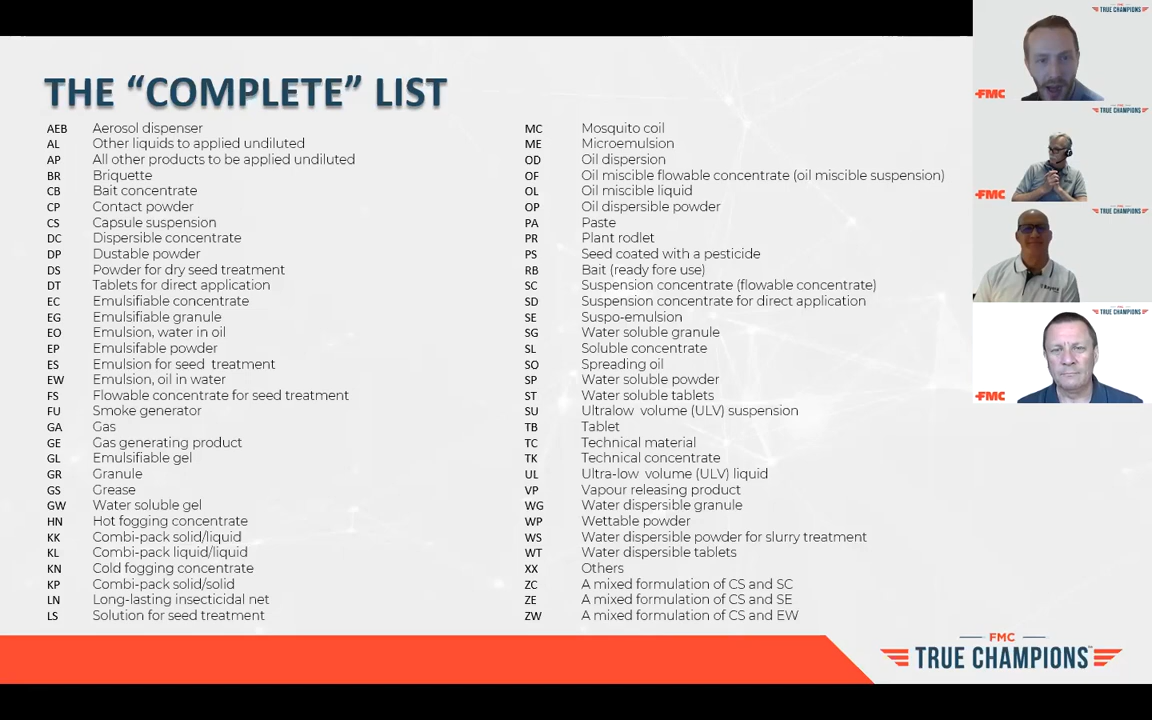 THE “COMPLETE” LIST
AEB Aerosol dispenser
AL Other liquids to applied undiluted
AP All other products to be applied undiluted
BR Briquette
CB Bait concentrate
CP Contact powder
CS Capsule suspension
DC Dispersible concentrate
DP Dustable powder
DS Powder for dry seed treatment
DT Tablets for direct application
EC Emulsifiable concentrate
EG Emulsifiable granule
EO Emulsion, water in oil
EP Emulsifable powder
ES Emulsion for seed treatment
EW Emulsion, oil in water
FS Flowable concentrate for seed treatment
FU Smoke generator
GA Gas
GE Gas generating product
GL Emulsifiable gel
GR Granule
GS Grease
GW Water soluble gel
HN Hot fogging concentrate
KK Combi-pack solid/liquid
KL Combi-pack liquid/liquid
KN Cold fogging concentrate
KP Combi-pack solid/solid
LN Long-lasting insecticidal net
LS Solution for seed treatment
MC Mosquito coil
ME Microemulsion
OD Oil dispersion
OF Oil miscible flowable concentrate (oil miscible suspension)
OL Oil miscible liquid
OP Oil dispersible powder
PA Paste
PR Plant rodlet
PS Seed coated with a pesticide
RB Bait (ready fore use)
SC Suspension concentrate (flowable concentrate)
SD Suspension concentrate for direct application
SE Suspo-emulsion
SG Water soluble granule
SL Soluble concentrate
SO Spreading oil
SP Water soluble powder
ST Water soluble tablets
SU Ultralow volume (ULV) suspension
TB Tablet
TC Technical material
TK Technical concentrate
UL Ultra-low volume (ULV) liquid
VP Vapour releasing product
WG Water dispersible granule
WP Wettable powder
WS Water dispersible powder for slurry treatment
WT Water dispersible tablets
XX Others
ZC A mixed formulation of CS and SC
ZE A mixed formulation of CS and SE
ZW A mixed formulation of CS and EW
FMC
TRUE CHAMPIONS
TRUE CHAMPIONS
FMC
TRUE CHAMPIONS
FMC
TRUE CHAMPIONS
TRUE CHAMPIONS
FMC